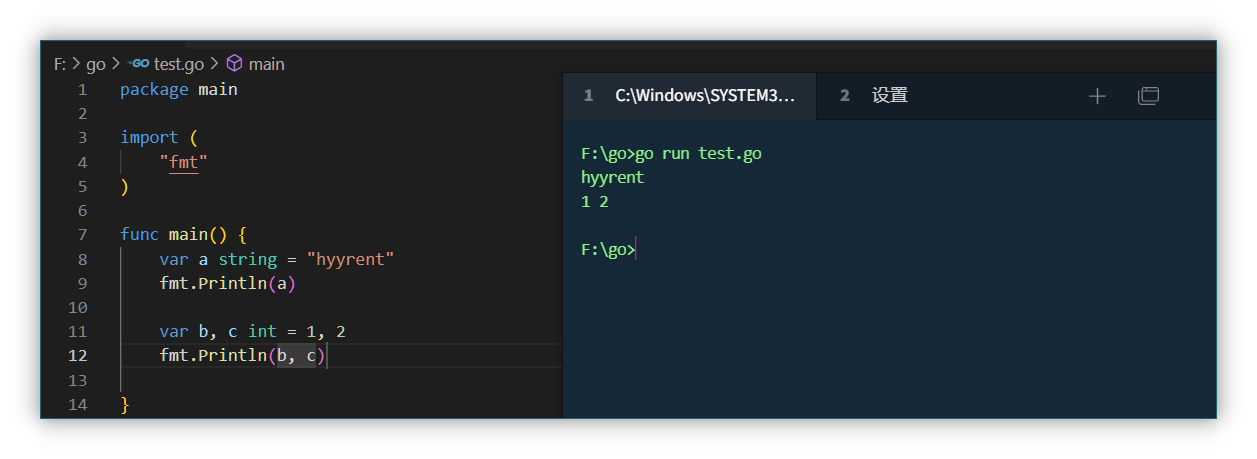 F: > go > GO test.go > main
1 package main
2
3 import (
4     "fmt"
5 )
6
7 func main() {
8     var a string = "hyyrent"
9     fmt.Println(a)
10
11     var b, c int = 1, 2
12     fmt.Println(b, c)
13
14 }
1 C:\Windows\SYSTEM3... 2 设置
F:\go>go run test.go
hyyrent
1 2
F:\go>